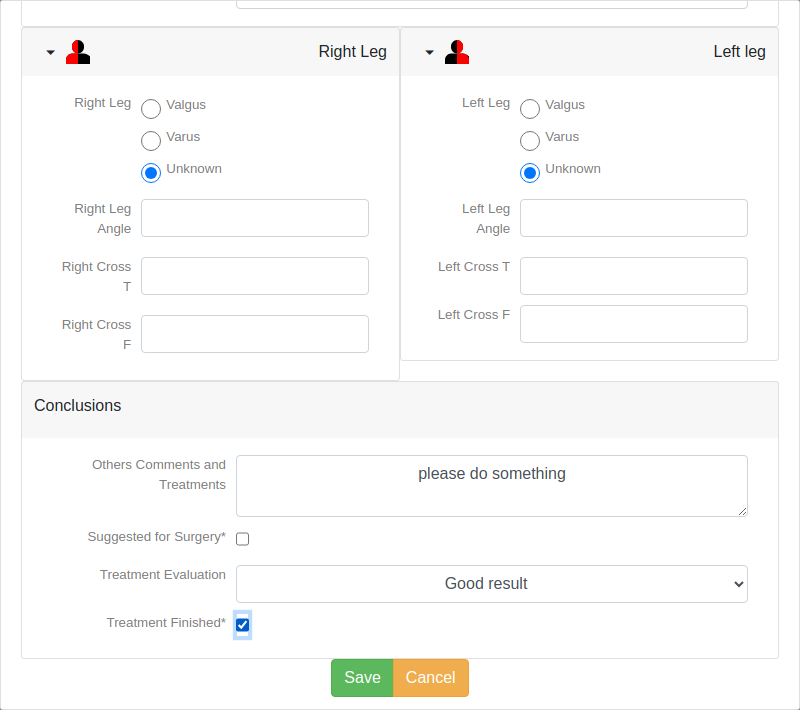 Right Leg
Right Leg
Valgus
Varus
Unknown
Right Leg
Angle
Right Cross
T
Right Cross
F
Left leg
Left Leg
Valgus
Varus
Unknown
Left Leg
Angle
Left Cross T
Left Cross F
Conclusions
Others Comments and
Treatments
please do something
Suggested for Surgery*
Treatment Evaluation
Good result
Treatment Finished*
Save
Cancel